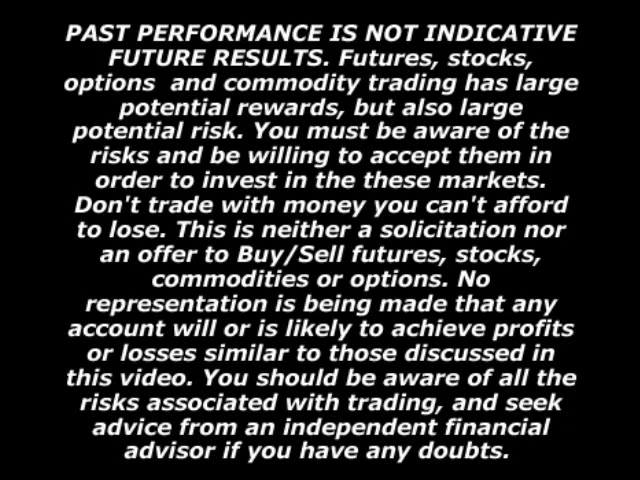 PAST PERFORMANCE IS NOT INDICATIVE
FUTURE RESULTS. Futures, stocks,
options  and commodity trading has large
potential rewards, but also large
potential risk. You must be aware of the
risks and be willing to accept them in
order to invest in the these markets.
Don't trade with money you can't afford
to lose. This is neither a solicitation nor
an offer to Buy/Sell futures, stocks,
commodities or options. No
representation is being made that any
account will or is likely to achieve profits
or losses similar to those discussed in
this video. You should be aware of all the
risks associated with trading, and seek
advice from an independent financial
advisor if you have any doubts.